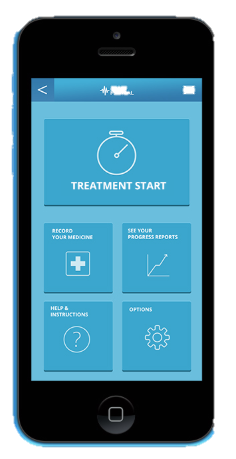 TREATMENT START
RECORD
YOUR MEDICINE
SEE YOUR
PROGRESS REPORTS
HELP &
INSTRUCTIONS
OPTIONS